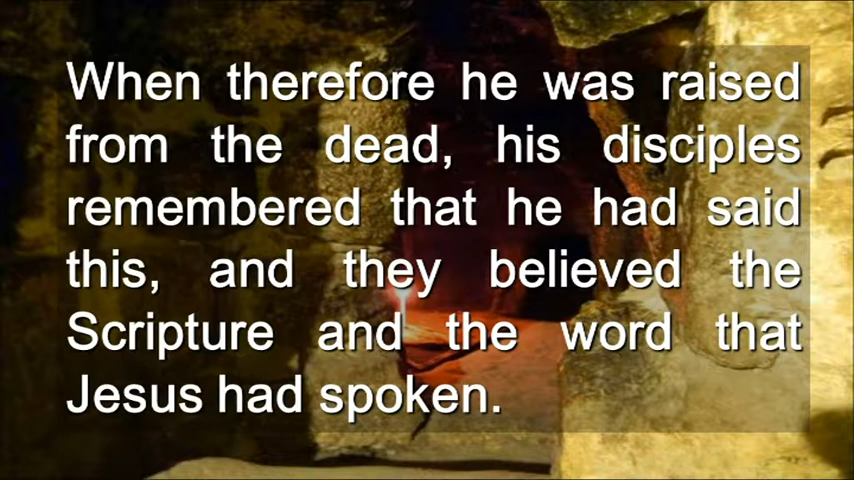 When therefore he was raised
from the dead, his disciples
remembered that he had said
this, and they believed the
Scripture and the word that
Jesus had spoken.